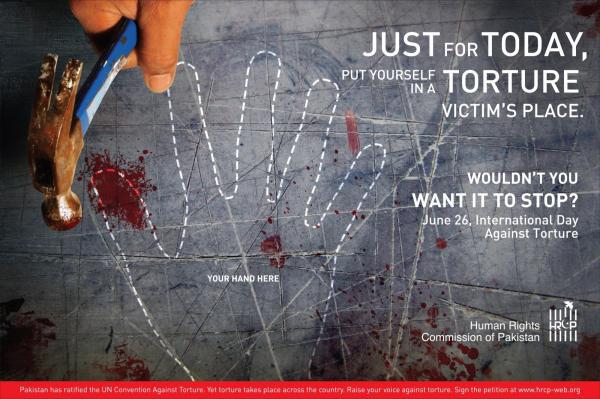 JUST FOR TODAY,
PUT YOURSELF IN A TORTURE
VICTIM'S PLACE.
WOULDN'T YOU
WANT IT TO STOP?
June 26, International Day
Against Torture
YOUR HAND HERE
Human Rights
Commission of Pakistan
HRCP
Pakistan has ratified the UN Convention Against Torture. Yet torture takes place across the country. Raise your voice against torture. Sign the petition at www.hrcp-web.org